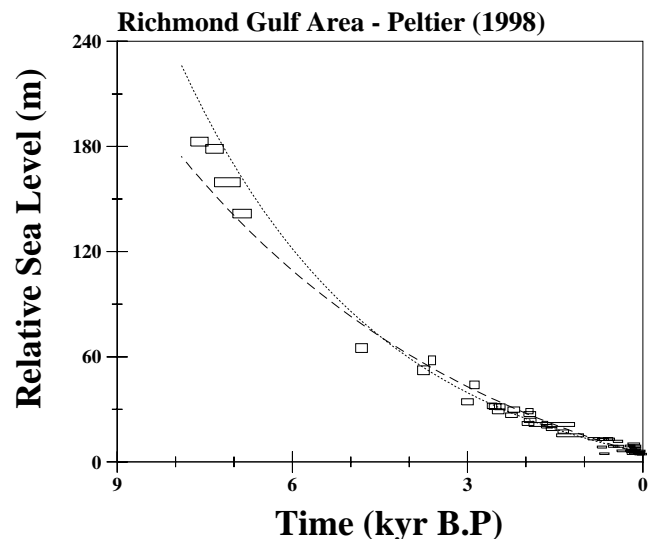 Richmond Gulf Area - Peltier (1998)
240
180
120
60
0
Relative Sea Level (m)
9 6 3 0
Time (kyr B.P)